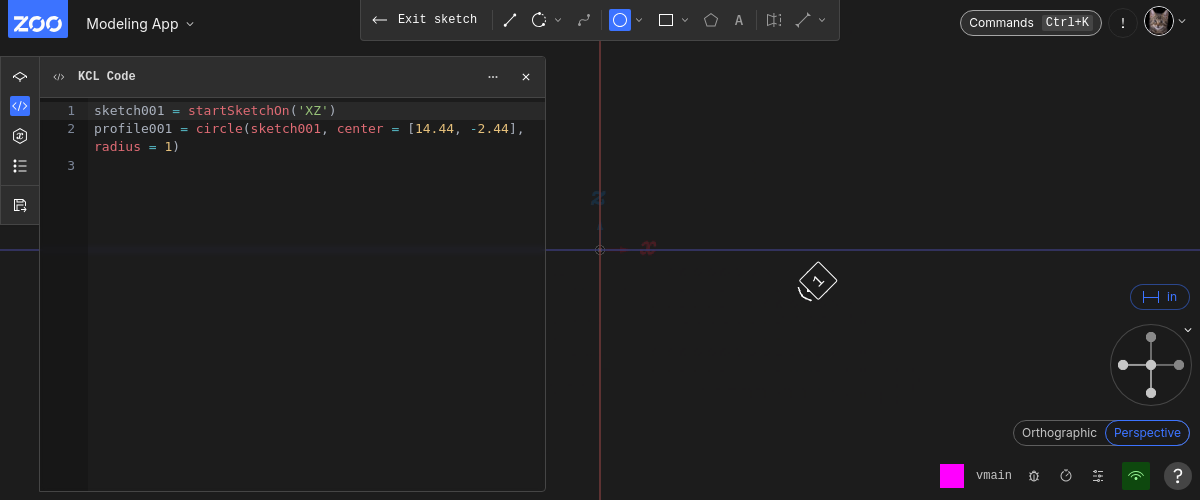 ZOO
Modeling App
Exit sketch
A
Commands Ctrl+K
!
KCL Code
1 sketch001 = startSketchOn('XZ')
2 profile001 = circle(sketch001, center = [14.44, -2.44],
radius = 1)
3
z
x
1
in
Orthographic Perspective
vmain
?